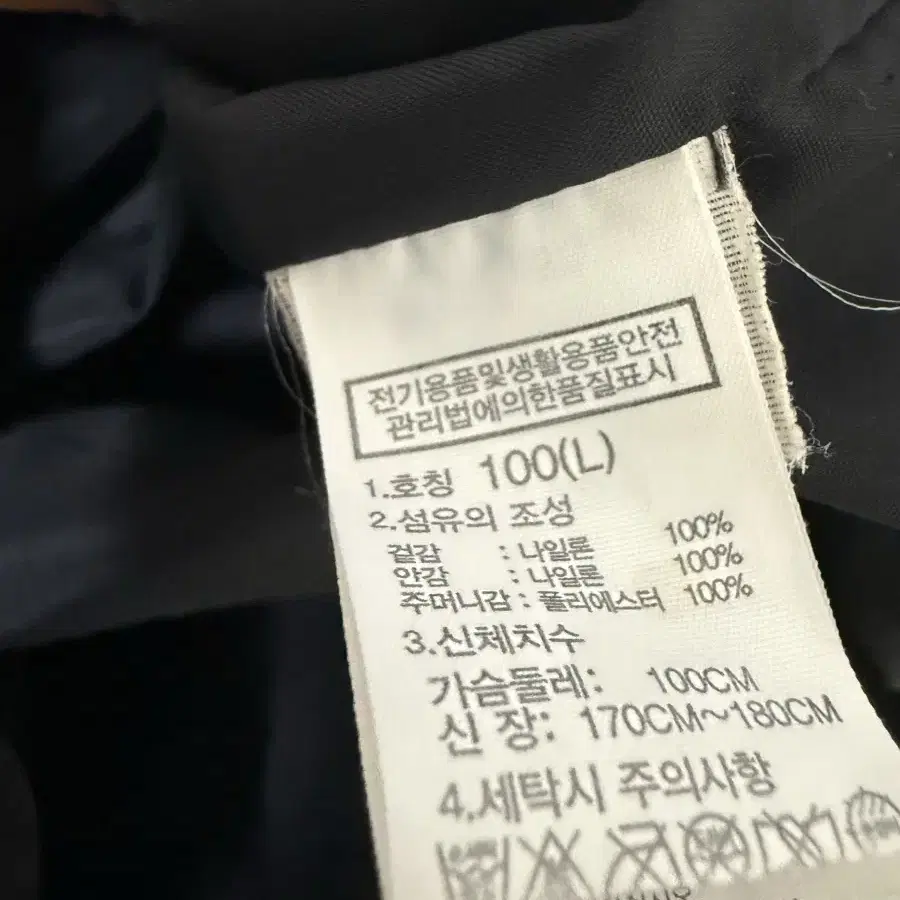 전기용품및생활용품안전
관리법에의한품질표시
1.호칭 100(L)
2.섬유의 조성
겉감 : 나일론 100%
안감 : 나일론 100%
주머니감 : 폴리에스터 100%
3.신체치수
가슴둘레: 100CM
신 장: 170CM~180CM
4.세탁시 주의사항